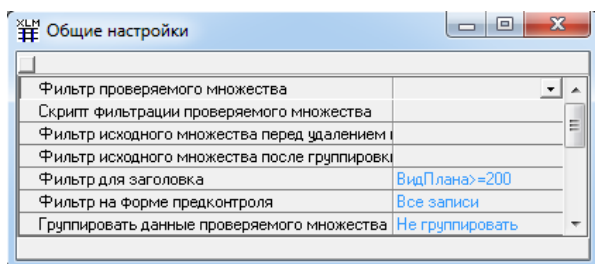 XLM
Общие настройки
Фильтр проверяемого множества
Скрипт фильтрации проверяемого множества
Фильтр исходного множества перед удалением
Фильтр исходного множества после группировк
Фильтр для заголовка ВидПлана>=200
Фильтр на форме предконтроля Все записи
Группировать данные проверяемого множества Не группировать